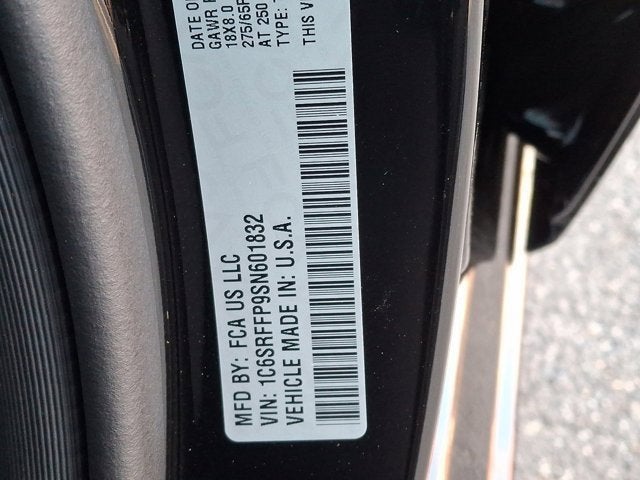 DATE OF
GAWR
18X8.0
275/65R
AT 250
TYPE:
THIS V
MFD BY: FCA US LLC
VIN: 1C6SRFFP9SN601832
VEHICLE MADE IN: U.S.A.